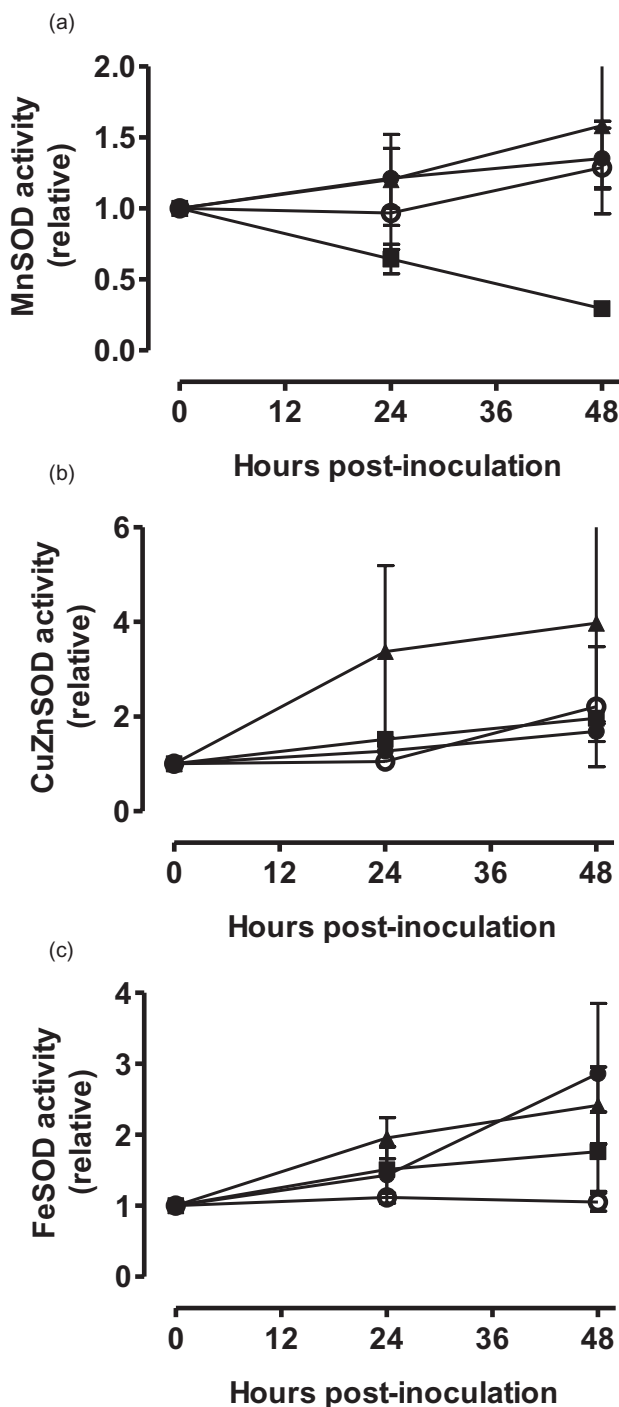 (a)
MnSOD activity
(relative)
2.0
1.5
1.0
0.5
0.0
0 12 24 36 48
Hours post-inoculation
(b)
CuZnSOD activity
(relative)
6
4
2
0
0 12 24 36 48
Hours post-inoculation
(c)
FeSOD activity
(relative)
4
3
2
1
0
0 12 24 36 48
Hours post-inoculation